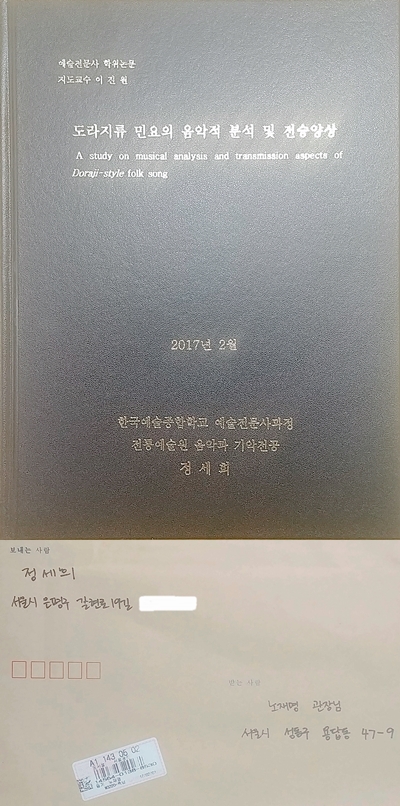 예술전문사 학위논문
지도교수 이진원
도라지류 민요의 음악적 분석 및 전승양상
A study on musical analysis and transmission aspects of
Doraji-style folk song
2017년 2월
한국예술종합학교 예술전문사과정
전통예술원 음악과 기악전공
정세희
보내는 사람
정세희
서울시 은평구 갈현로19길
받는 사람
노재명 관장님
서울시 성동구 용답동 47-9
A1 143 06 02